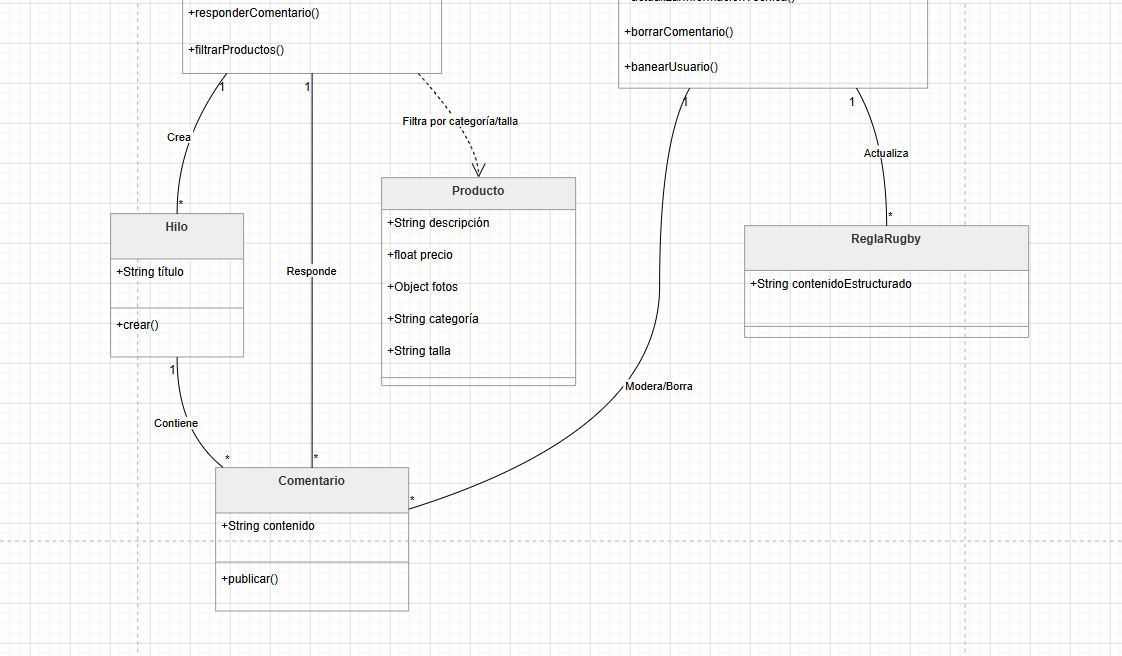 +responderComentario()
+filtrarProductos()
+borrarComentario()
+banearUsuario()
1
1
1
1
Filtra por categoría/talla
Crea
Actualiza
*
*
Hilo
+String título
+crear()
Producto
+String descripción
+float precio
+Object fotos
+String categoría
+String talla
ReglaRugby
+String contenidoEstructurado
Responde
1
Contiene
Modera/Borra
*
*
*
Comentario
+String contenido
+publicar()